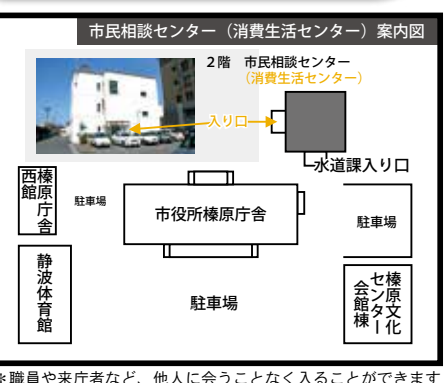 市民相談センター（消費生活センター）案内図
２階　市民相談センター
（消費生活センター）
入り口
水道課入り口
榛原庁舎
西館
駐車場
市役所榛原庁舎
駐車場
静波体育館
駐車場
榛原文化
センター
会館棟
＊職員や来庁者など、他人に会うことなく入ることができます